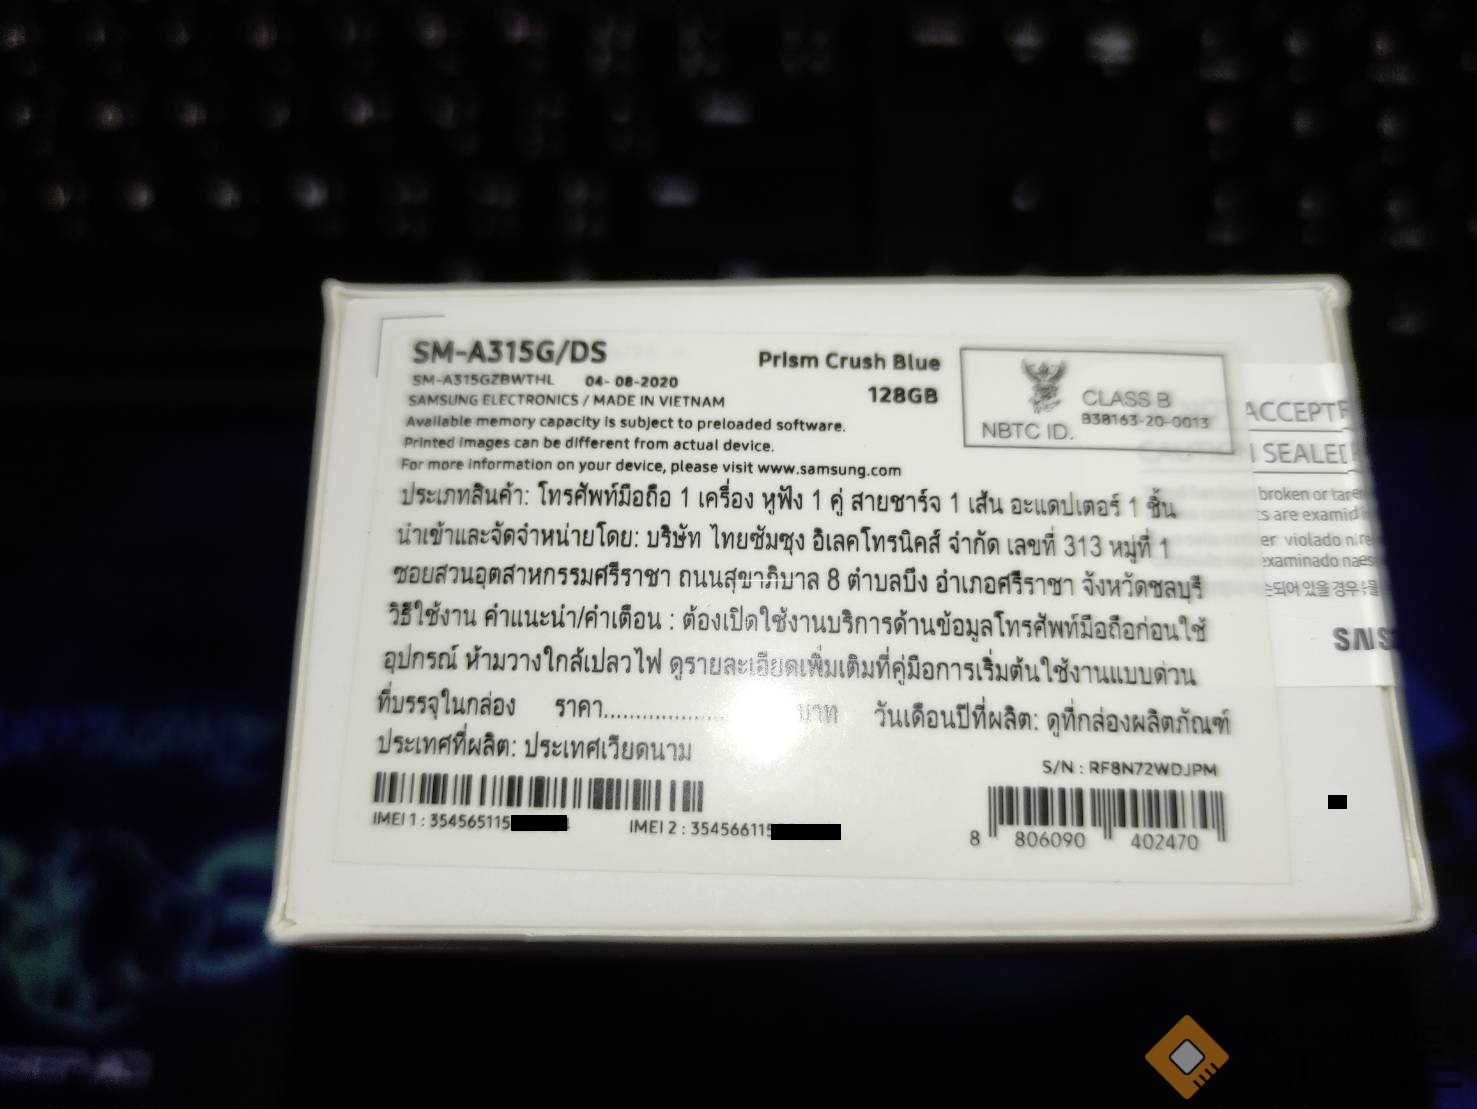 SM-A315G/DS
SM-A315GZBWTHL 04- 08-2020
SAMSUNG ELECTRONICS / MADE IN VIETNAM
Prism Crush Blue
128GB
CLASS B
NBTC ID. B38163-20-0013
Available memory capacity is subject to preloaded software.
Printed images can be different from actual device.
For more information on your device, please visit www.samsung.com
ประเภทสินค้า: โทรศัพท์มือถือ 1 เครื่อง หูฟัง 1 คู่ สายชาร์จ 1 เส้น อะแดปเตอร์ 1 ชิ้น
นำเข้าและจัดจำหน่ายโดย: บริษัท ไทยซัมซุง อิเลคโทรนิคส์ จำกัด เลขที่ 313 หมู่ที่ 1
ซอยสวนอุตสาหกรรมศรีราชา ถนนสุขาภิบาล 8 ตำบลบึง อำเภอศรีราชา จังหวัดชลบุรี
วิธีใช้งาน คำแนะนำ/คำเตือน : ต้องเปิดใช้งานบริการด้านข้อมูลโทรศัพท์มือถือก่อนใช้
อุปกรณ์ ห้ามวางใกล้เปลวไฟ ดูรายละเอียดเพิ่มเติมที่คู่มือการเริ่มต้นใช้งานแบบด่วน
ที่บรรจุในกล่อง ราคา...................... บาท วันเดือนปีที่ผลิต: ดูที่กล่องผลิตภัณฑ์
ประเทศที่ผลิต: ประเทศเวียดนาม
S/N : RF8N72WDJPM
IMEI 1 : 354565115
IMEI 2 : 354566115
8 806090 402470
SEALED
broken or
are
violado
examinado
되어 있을 경우
OVERCLOCK
ZONE